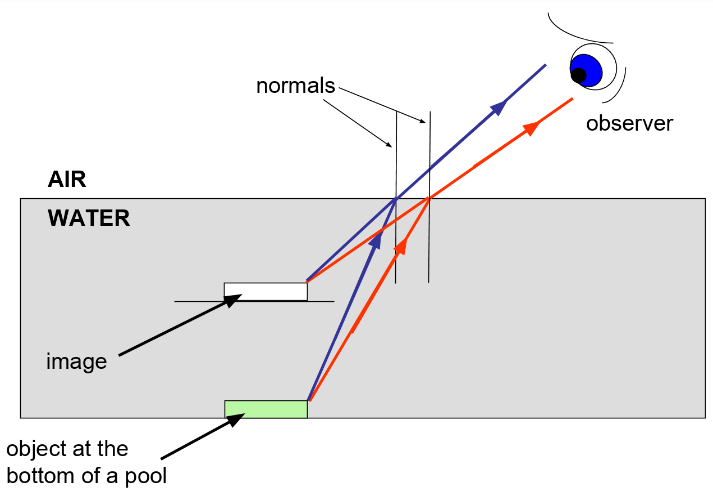 normals
observer
AIR
WATER
image
object at the
bottom of a pool